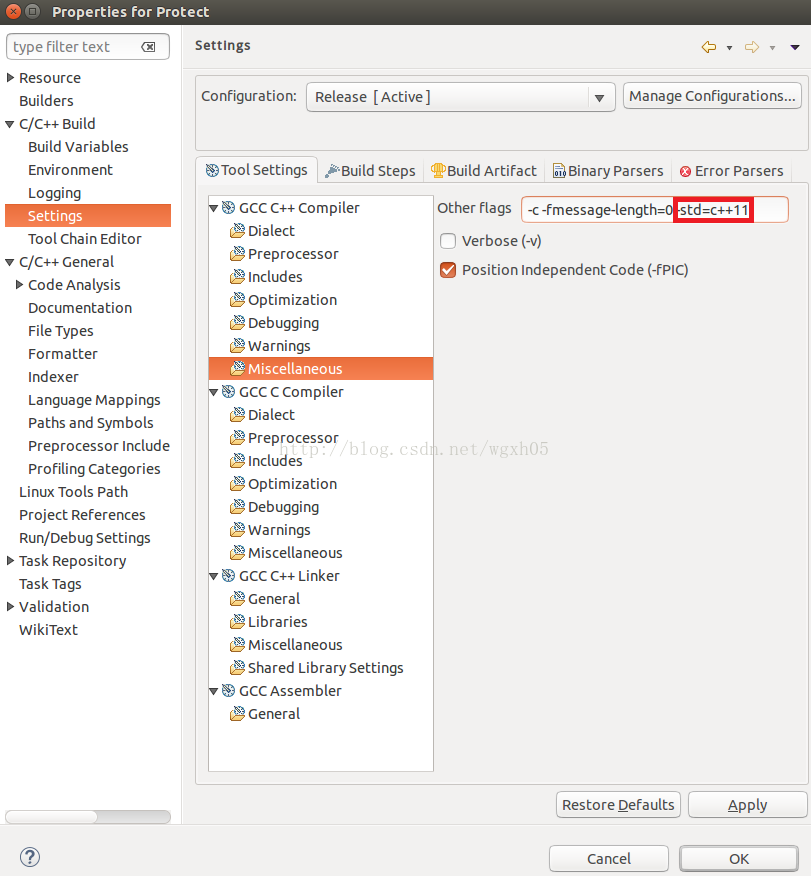 Properties for Protect
type filter text
Resource
Builders
C/C++ Build
Build Variables
Environment
Logging
Settings
Tool Chain Editor
C/C++ General
Code Analysis
Documentation
File Types
Formatter
Indexer
Language Mappings
Paths and Symbols
Preprocessor Include
Profiling Categories
Linux Tools Path
Project References
Run/Debug Settings
Task Repository
Task Tags
Validation
WikiText
Settings
Configuration: Release [ Active ] Manage Configurations...
Tool Settings Build Steps Build Artifact Binary Parsers Error Parsers
GCC C++ Compiler
Dialect
Preprocessor
Includes
Optimization
Debugging
Warnings
Miscellaneous
GCC C Compiler
Dialect
Preprocessor
Includes
Optimization
Debugging
Warnings
Miscellaneous
GCC C++ Linker
General
Libraries
Miscellaneous
Shared Library Settings
GCC Assembler
General
Other flags -c -fmessage-length=0 -std=c++11
Verbose (-v)
Position Independent Code (-fPIC)
http://blog.csdn.net/wgxh05
Restore Defaults Apply
Cancel OK